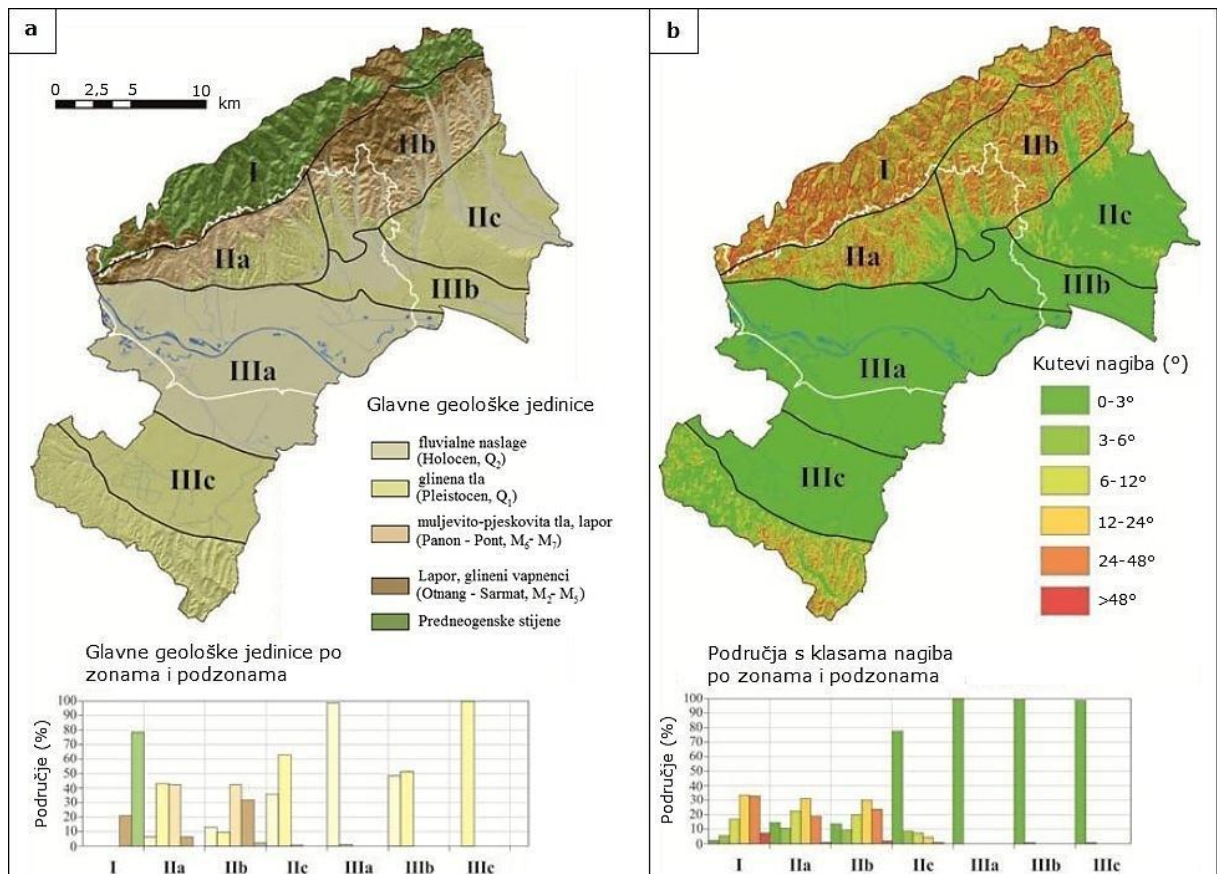 a
0 2,5 5 10
km
I
IIb
IIc
IIa
IIIb
IIIa
IIIc
Glavne geološke jedinice
fluvialne naslage
(Holocen, Q₂)
glinena tla
(Pleistocen, Q₁)
muljevito-pjeskovita tla, lapor
(Panon - Pont, M₆- M₇)
Lapor, glineni vapnenci
(Otnang - Sarmat, M₂- M₅)
Predneogenske stijene
Glavne geološke jedinice po
zonama i podzonama
Područje (%)
100
90
80
70
60
50
40
30
20
10
0
I IIa IIb IIc IIIa IIIb IIIc
b
I
IIb
IIc
IIa
IIIb
IIIa
IIIc
Kutevi nagiba (°)
0-3°
3-6°
6-12°
12-24°
24-48°
>48°
Područja s klasama nagiba
po zonama i podzonama
Područje (%)
100
90
80
70
60
50
40
30
20
10
0
I IIa IIb IIc IIIa IIIb IIIc